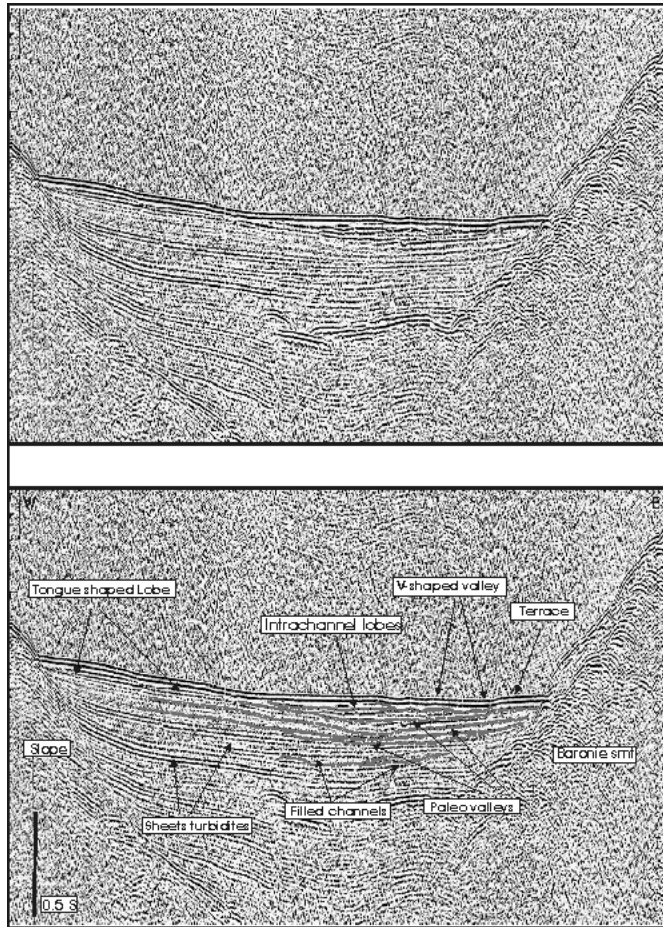 W
E
Tongue shaped Lobe
V-shaped valley
Terrace
Intrachannel lobes
Slope
Baronie smt
Filled channels
Paleo valleys
Sheets turbidites
0.5 S